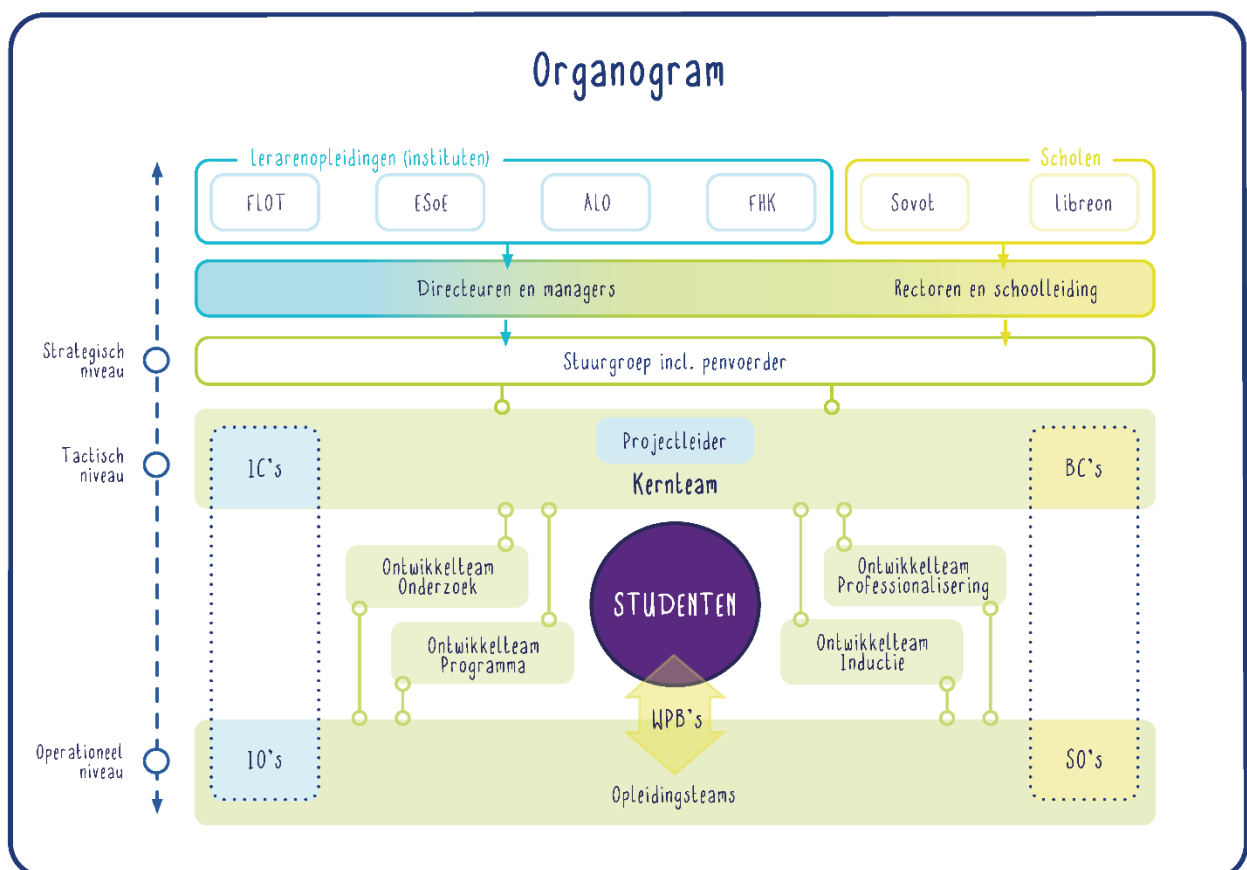 Organogram
Lerarenopleidingen (instituten)
Scholen
FLOT
ESoE
ALO
FHK
Sovot
Libreon
Directeuren en managers
Rectoren en schoolleiding
Strategisch
niveau
Stuurgroep incl. penvoerder
Tactisch
niveau
IC's
Projectleider
Kernteam
BC's
Ontwikkelteam
Onderzoek
Ontwikkelteam
Programma
STUDENTEN
Ontwikkelteam
Professionalisering
Ontwikkelteam
Inductie
WPB's
Operationeel
niveau
IO's
SO's
Opleidingsteams